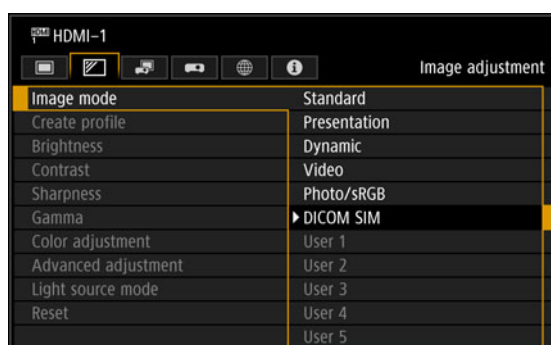 HDMI HDMI-1
Image adjustment
Image mode Standard
Create profile Presentation
Brightness Dynamic
Contrast Video
Sharpness Photo/sRGB
Gamma DICOM SIM
Color adjustment User 1
Advanced adjustment User 2
Light source mode User 3
Reset User 4
User 5